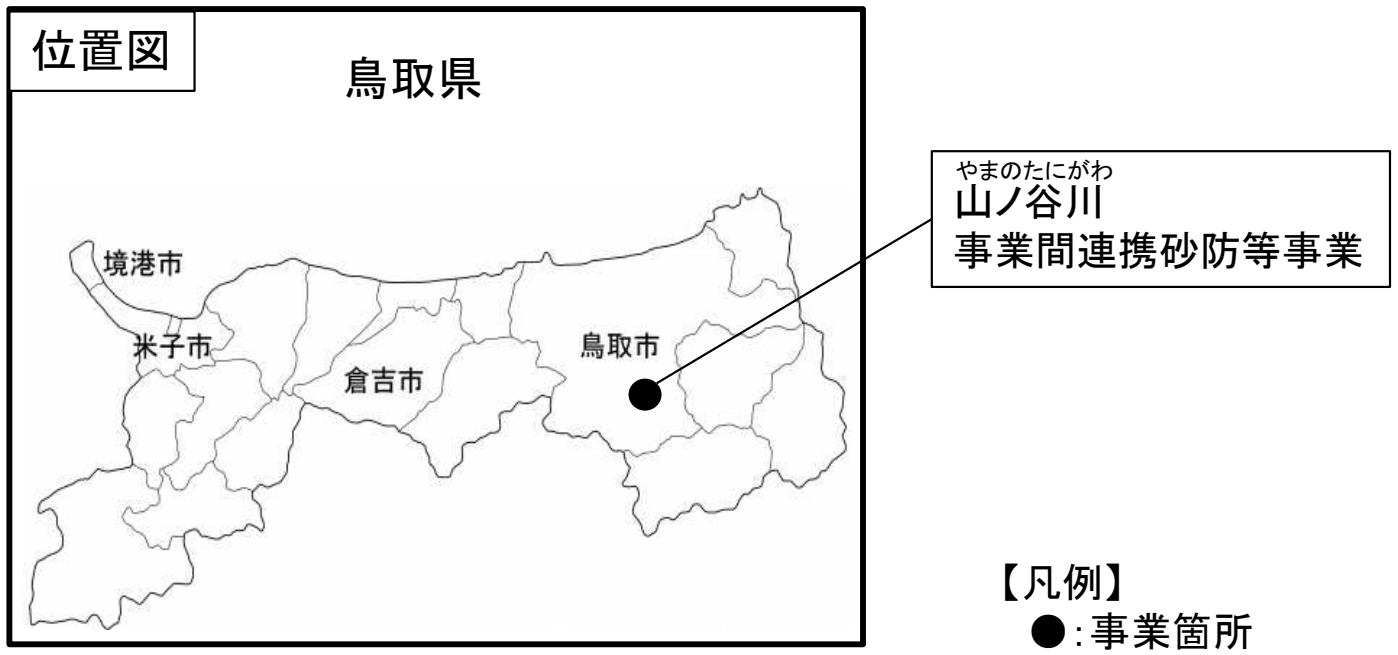 位置図
鳥取県
境港市
米子市
倉吉市
鳥取市
やまのたにがわ
山ノ谷川
事業間連携砂防等事業
【凡例】
●:事業箇所